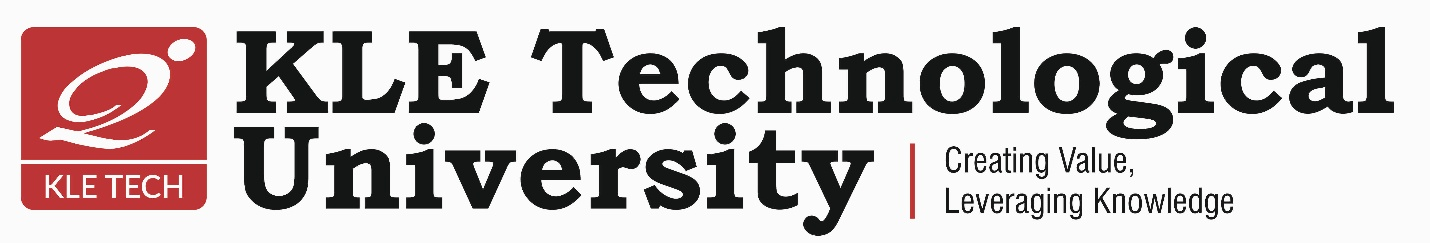 KLE TECH
KLE Technological
University
Creating Value,
Leveraging Knowledge